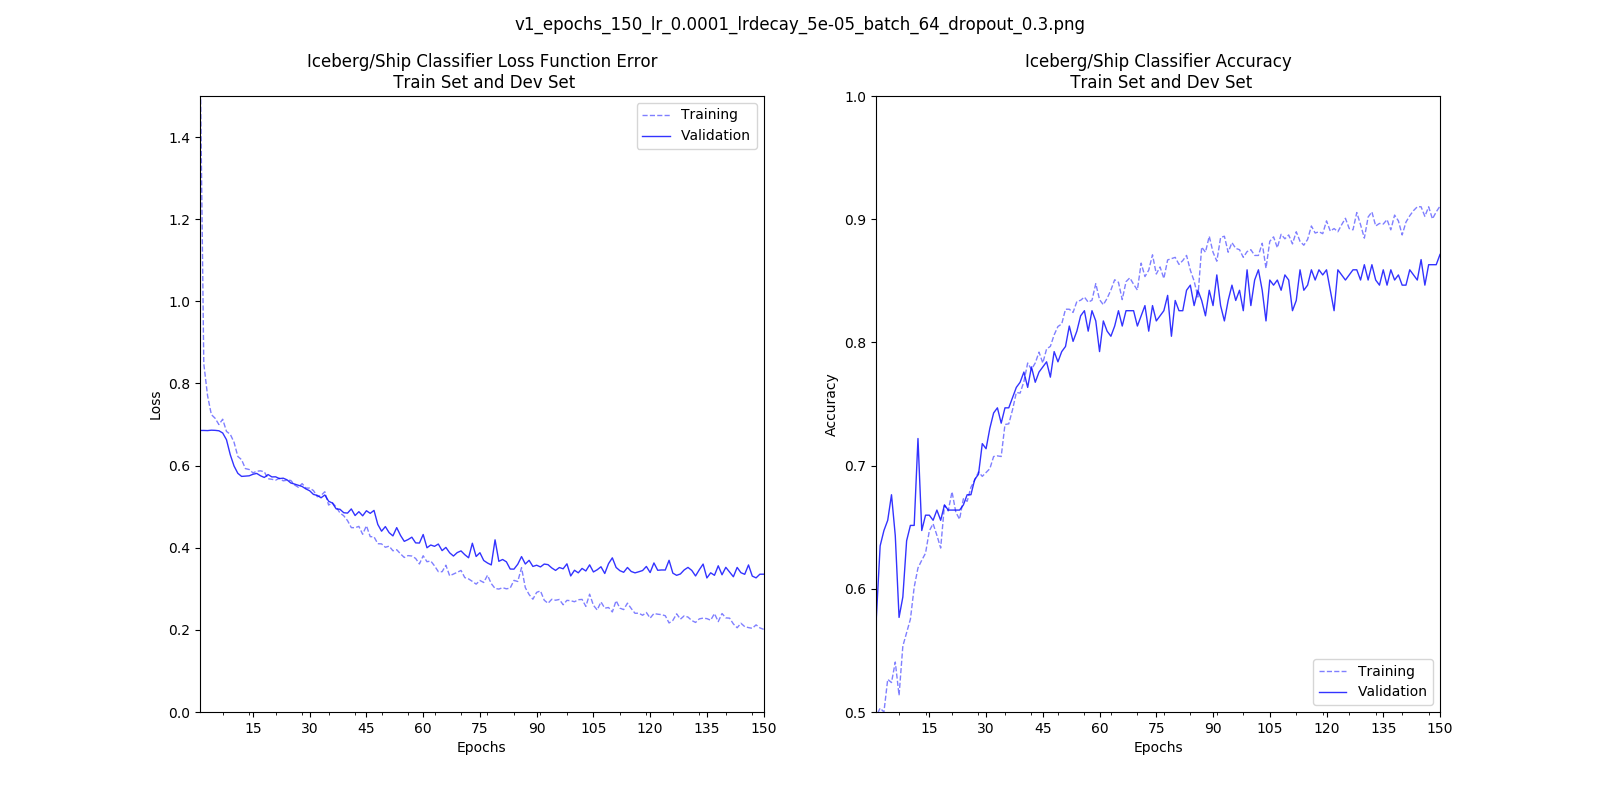 v1_epochs_150_lr_0.0001_lrdecay_5e-05_batch_64_dropout_0.3.png
Iceberg/Ship Classifier Loss Function Error
Train Set and Dev Set
Training
Validation
1.4
1.2
1.0
0.8
0.6
0.4
0.2
0.0
Loss
15 30 45 60 75 90 105 120 135 150
Epochs
Iceberg/Ship Classifier Accuracy
Train Set and Dev Set
1.0
0.9
0.8
0.7
0.6
0.5
Accuracy
Training
Validation
15 30 45 60 75 90 105 120 135 150
Epochs